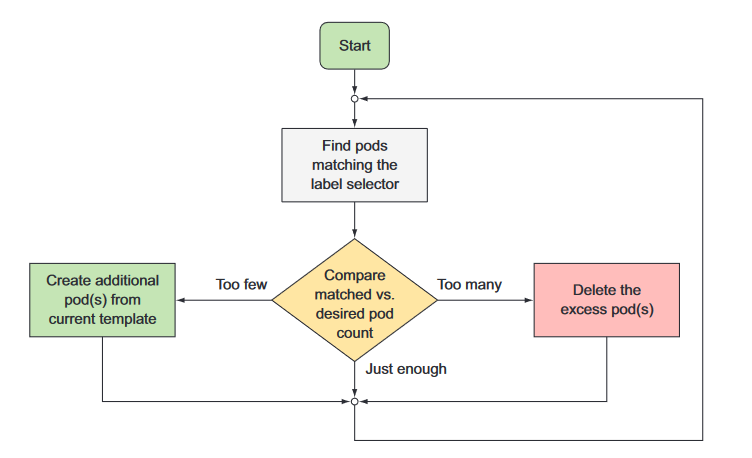 Start
Find pods
matching the
label selector
Create additional
pod(s) from
current template
Too few
Compare
matched vs.
desired pod
count
Too many
Delete the
excess pod(s)
Just enough